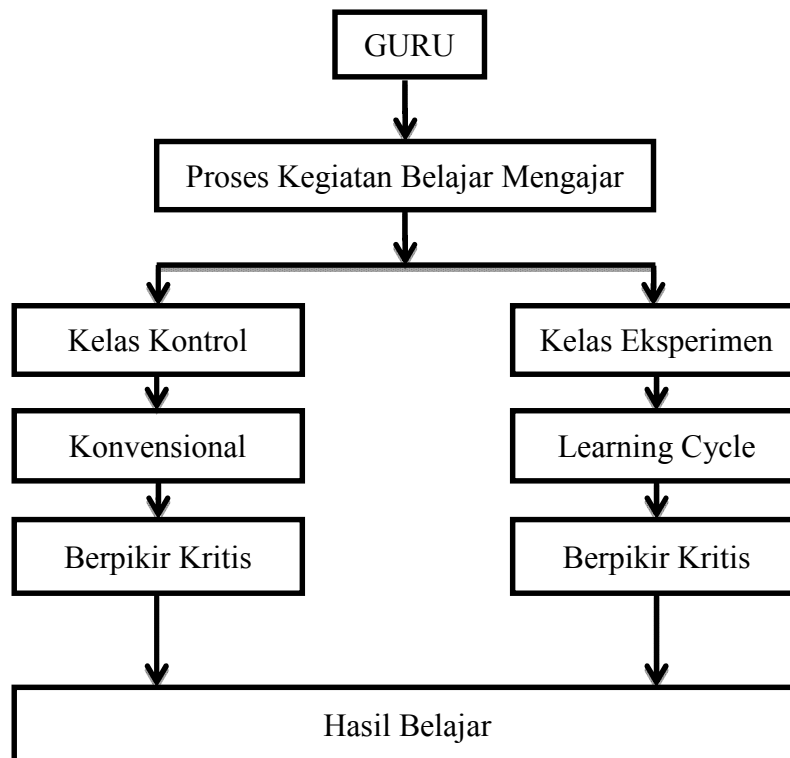 GURU
Proses Kegiatan Belajar Mengajar
Kelas Kontrol
Kelas Eksperimen
Konvensional
Learning Cycle
Berpikir Kritis
Berpikir Kritis
Hasil Belajar